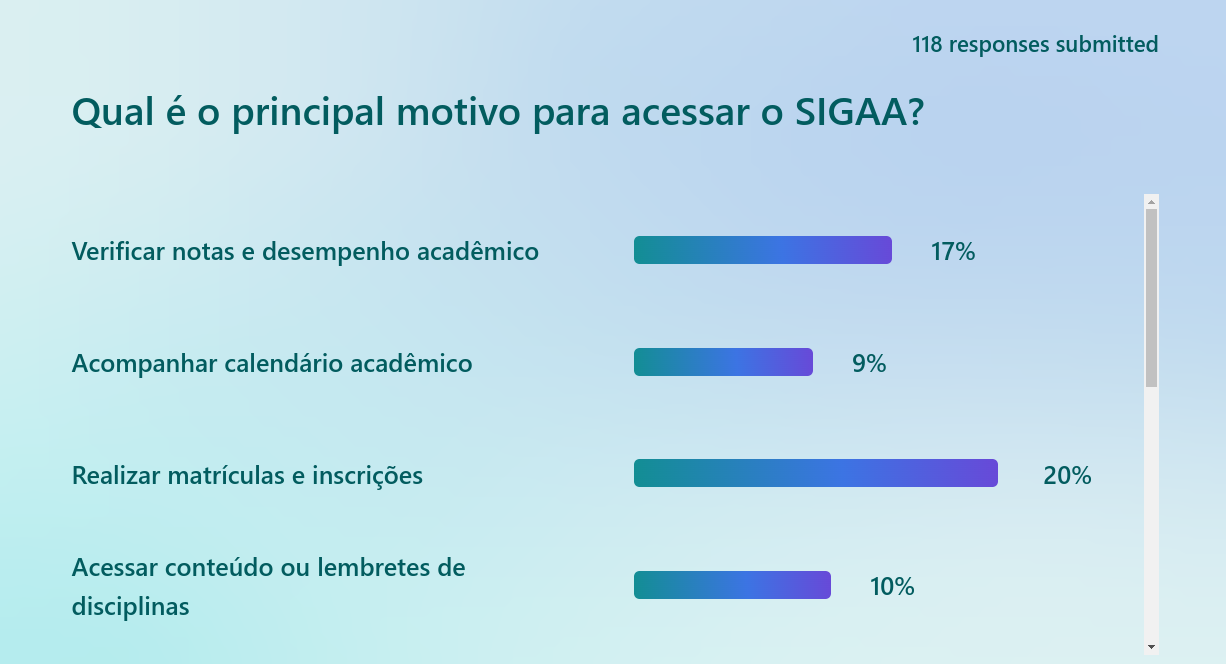 118 responses submitted
Qual é o principal motivo para acessar o SIGAA?
Verificar notas e desempenho acadêmico
17%
Acompanhar calendário acadêmico
9%
Realizar matrículas e inscrições
20%
Acessar conteúdo ou lembretes de
disciplinas
10%